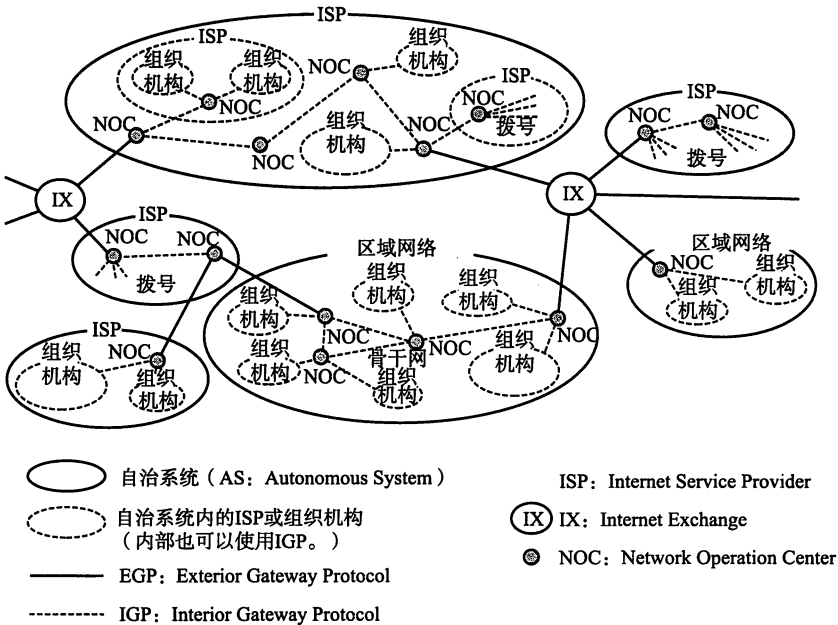 ISP
ISP
组织
机构
组织
机构
NOC
NOC
组织
机构
ISP
NOC
拨号
NOC
NOC
组织
机构
NOC
ISP
NOC
NOC
拨号
IX
IX
ISP
NOC
NOC
拨号
区域网络
组织
机构
组织
机构
组织
机构
NOC
NOC
NOC
骨干网
NOC
组织
机构
组织
机构
组织
机构
区域网络
NOC
组织
机构
组织
机构
ISP
组织
机构
NOC
组织
机构
自治系统（AS：Autonomous System）
自治系统内的ISP或组织机构
（内部也可以使用IGP。）
EGP：Exterior Gateway Protocol
IGP：Interior Gateway Protocol
ISP：Internet Service Provider
IX IX：Internet Exchange
NOC：Network Operation Center